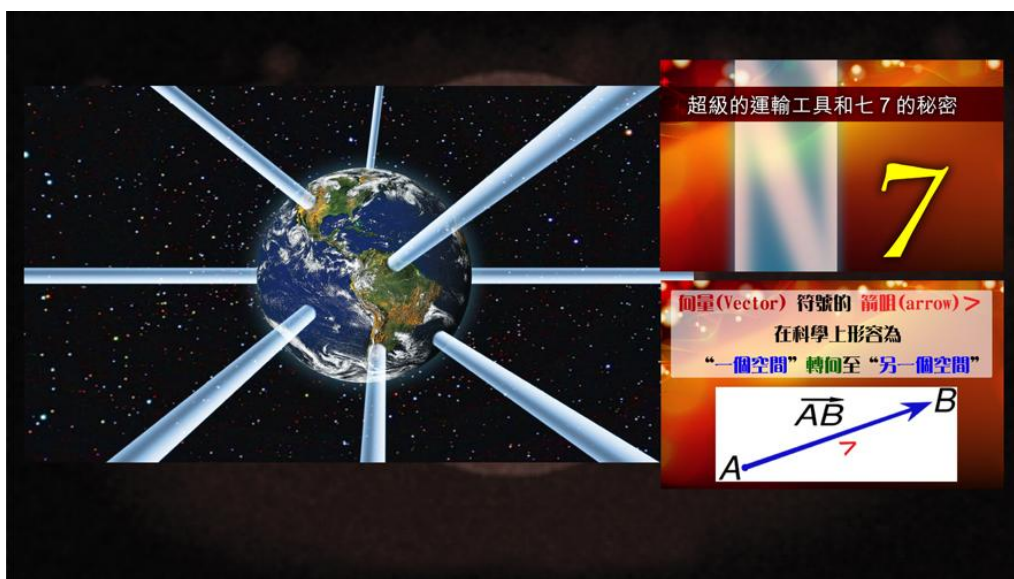 超級的運輸工具和七7的秘密
N
7
向量(Vector) 符號的 箭咀(arrow)>
在科學上形容為
“一個空間”轉向至“另一個空間”
AB
B
A